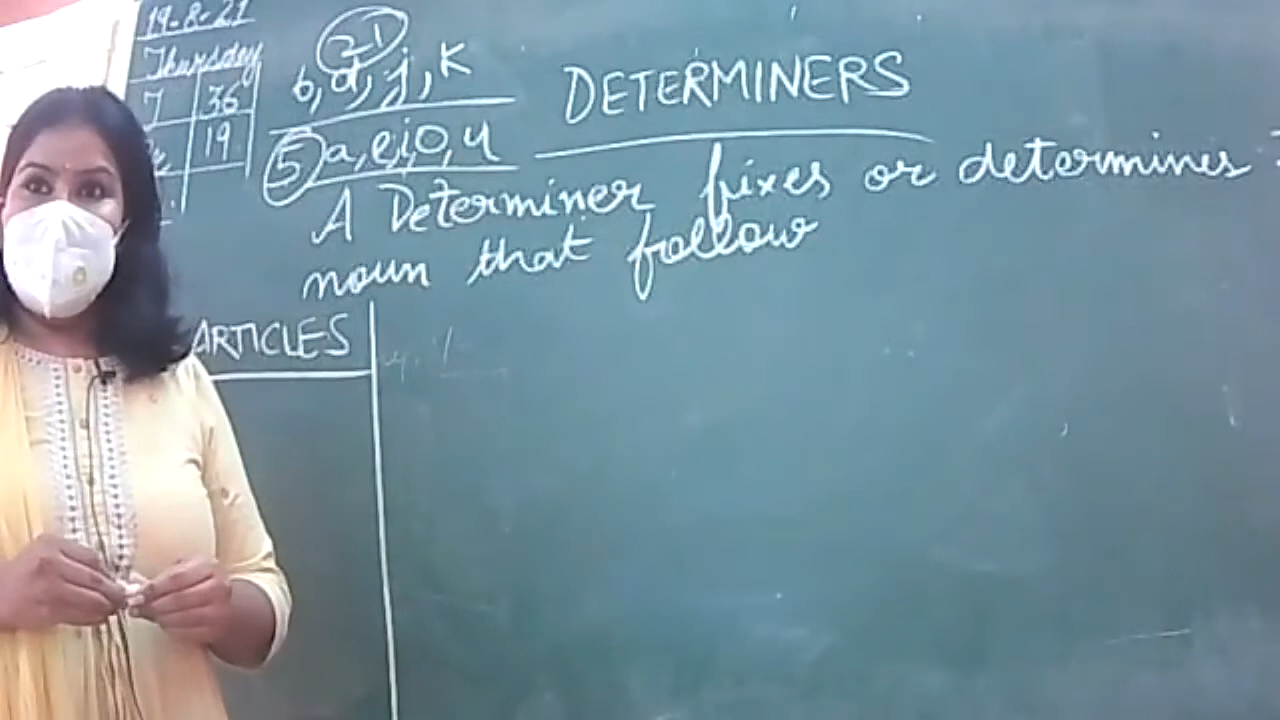 19-8-21
Thursday
7 36
19
21
b, d, j, k
5 a, e, i, o, u
DETERMINERS
A Determiner fixes or determines
noun that follow
ARTICLES